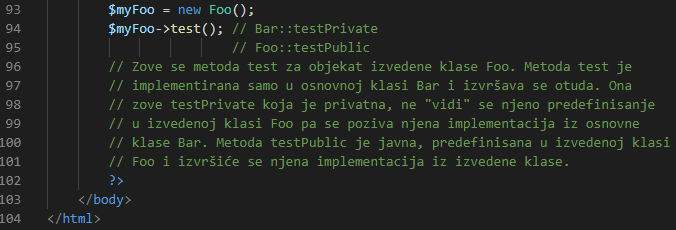 93 $myFoo = new Foo();
94 $myFoo->test(); // Bar::testPrivate
95 // Foo::testPublic
96 // Zove se metoda test za objekat izvedene klase Foo. Metoda test je
97 // implementirana samo u osnovnoj klasi Bar i izvršava se otuda. Ona
98 // zove testPrivate koja je privatna, ne "vidi" se njeno predefinisanje
99 // u izvedenoj klasi Foo pa se poziva njena implementacija iz osnovne
100 // klase Bar. Metoda testPublic je javna, predefinisana u izvedenoj klasi
101 // Foo i izvršiće se njena implementacija iz izvedene klase.
102 ?>
103 </body>
104 </html>